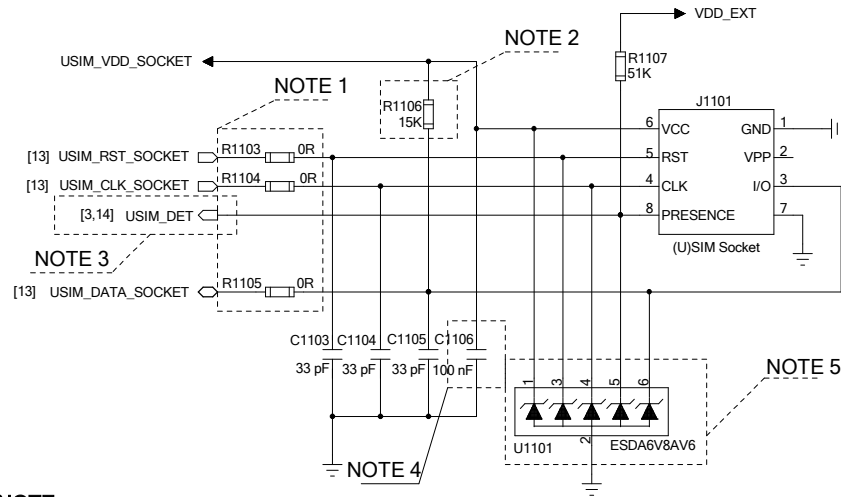 VDD_EXT
NOTE 2
USIM_VDD_SOCKET
R1107
51K
NOTE 1
J1101
R1106
15K
6 VCC GND 1
[13] USIM_RST_SOCKET R1103 0R 5 RST VPP 2
[13] USIM_CLK_SOCKET R1104 0R 4 CLK I/O 3
[3,14] USIM_DET 8 PRESENCE 7
(U)SIM Socket
NOTE 3
[13] USIM_DATA_SOCKET R1105 0R
C1103 C1104 C1105 C1106
33 pF 33 pF 33 pF 100 nF
NOTE 5
1 3 4 5 6
U1101 2 ESDA6V8AV6
NOTE 4
NOTE